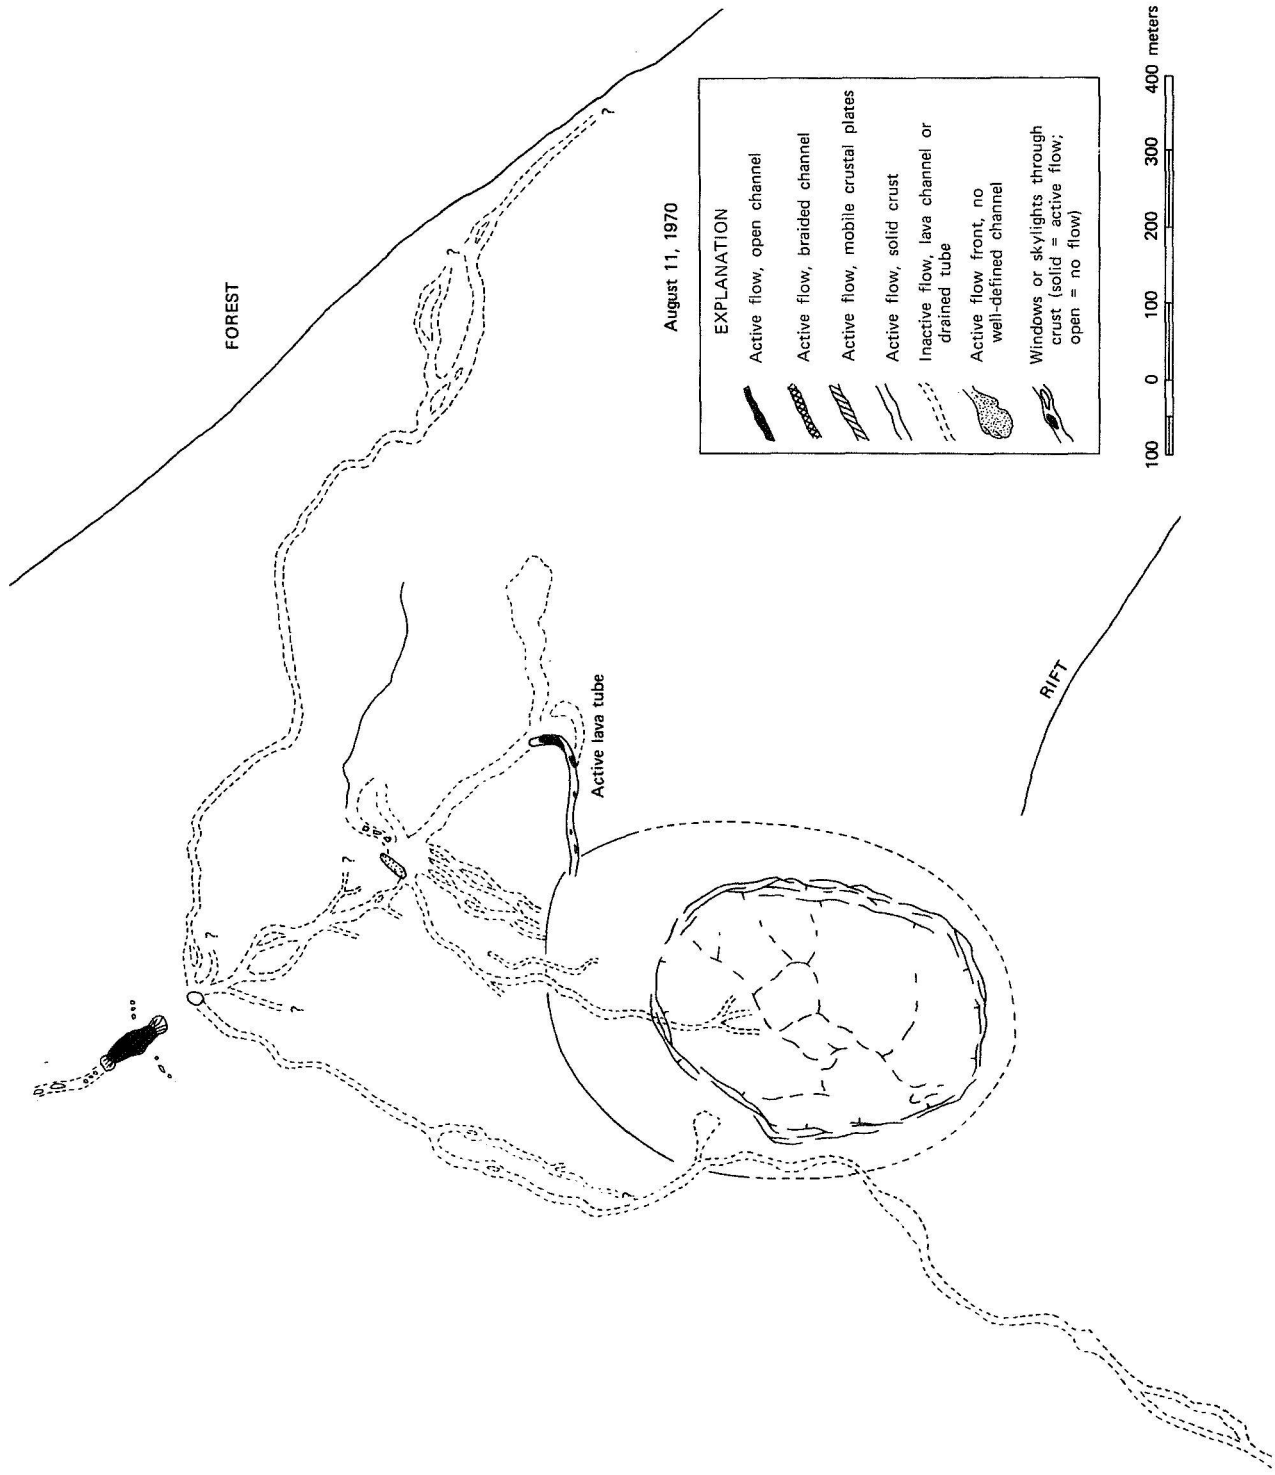 FOREST
?
?
?
?
?
?
Active lava tube
RIFT
August 11, 1970
EXPLANATION
Active flow, open channel
Active flow, braided channel
Active flow, mobile crustal plates
Active flow, solid crust
Inactive flow, lava channel or
drained tube
Active flow front, no
well-defined channel
Windows or skylights through
crust (solid = active flow;
open = no flow)
100 0 100 200 300 400 meters